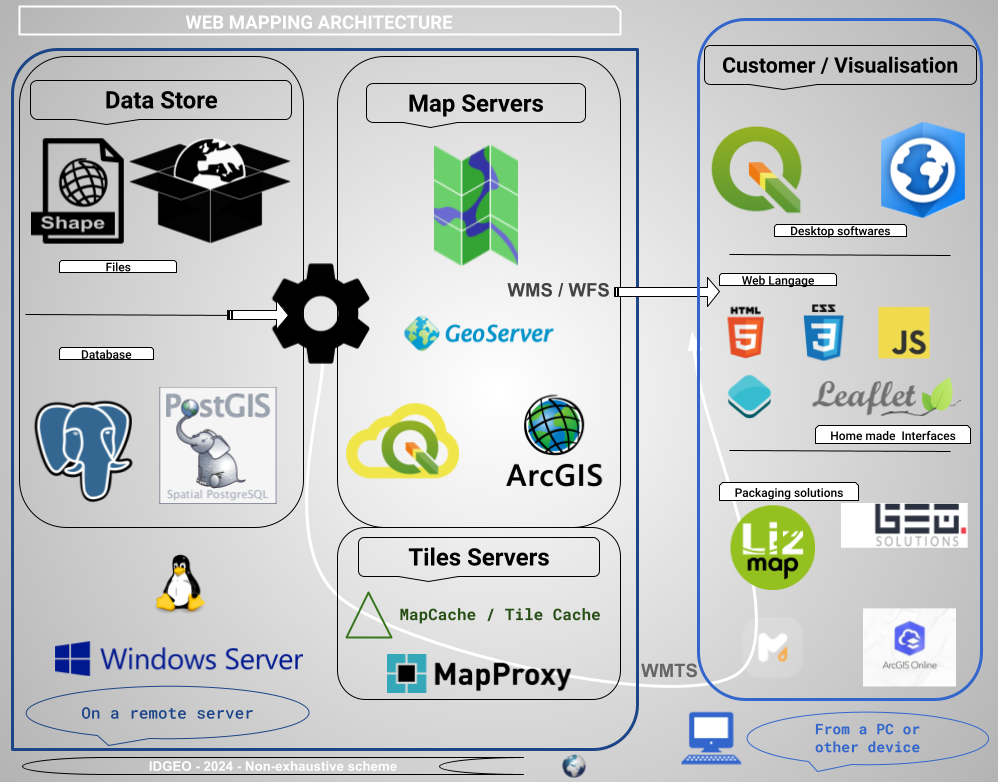 WEB MAPPING ARCHITECTURE
Data Store
Shape
Files
Database
PostGIS
Spatial PostgreSQL
Windows Server
On a remote server
Map Servers
WMS / WFS
GeoServer
ArcGIS
Tiles Servers
MapCache / Tile Cache
MapProxy
WMTS
Customer / Visualisation
Desktop softwares
Web Langage
HTML
5
CSS
3
JS
Leaflet
Home made Interfaces
Packaging solutions
Liz
map
GEO.
SOLUTIONS
M
ArcGIS Online
From a PC or
other device
IDGEO - 2024 - Non-exhaustive scheme